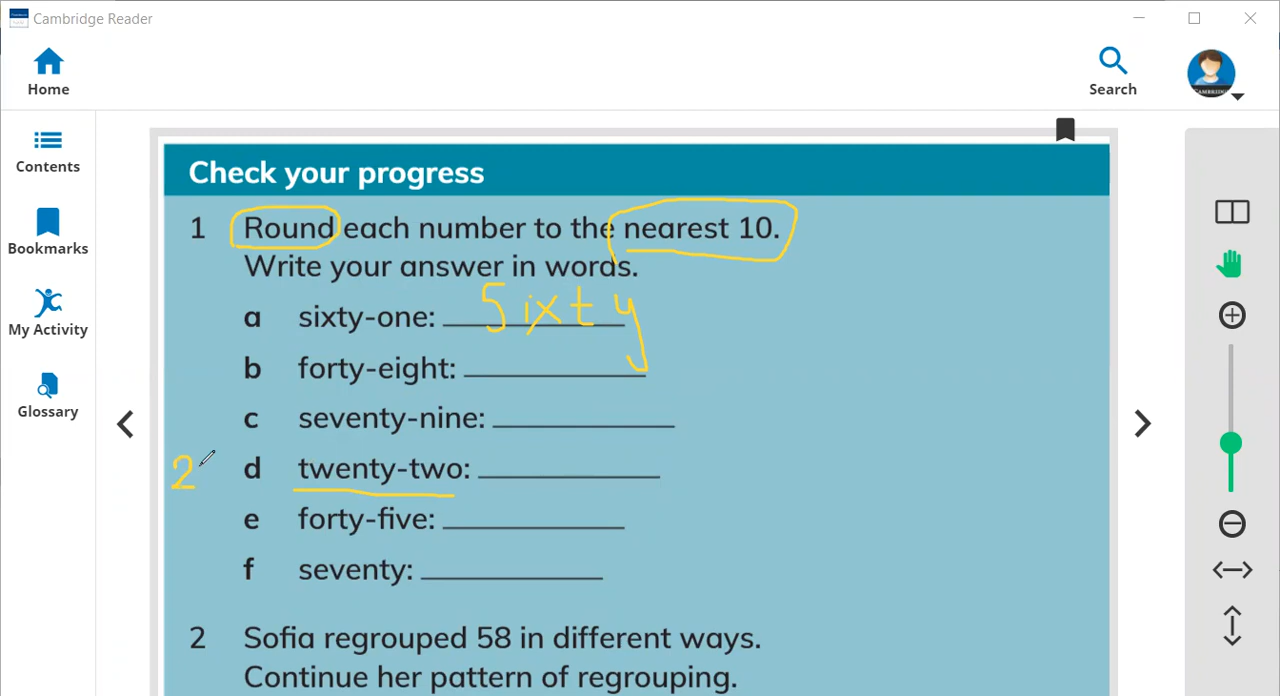 Cambridge Reader
Home
Search
Contents
Bookmarks
My Activity
Glossary
Check your progress
1 Round each number to the nearest 10.
Write your answer in words.
a sixty-one: Sixty
b forty-eight:
c seventy-nine:
2 d twenty-two:
e forty-five:
f seventy:
2 Sofia regrouped 58 in different ways.
Continue her pattern of regrouping.